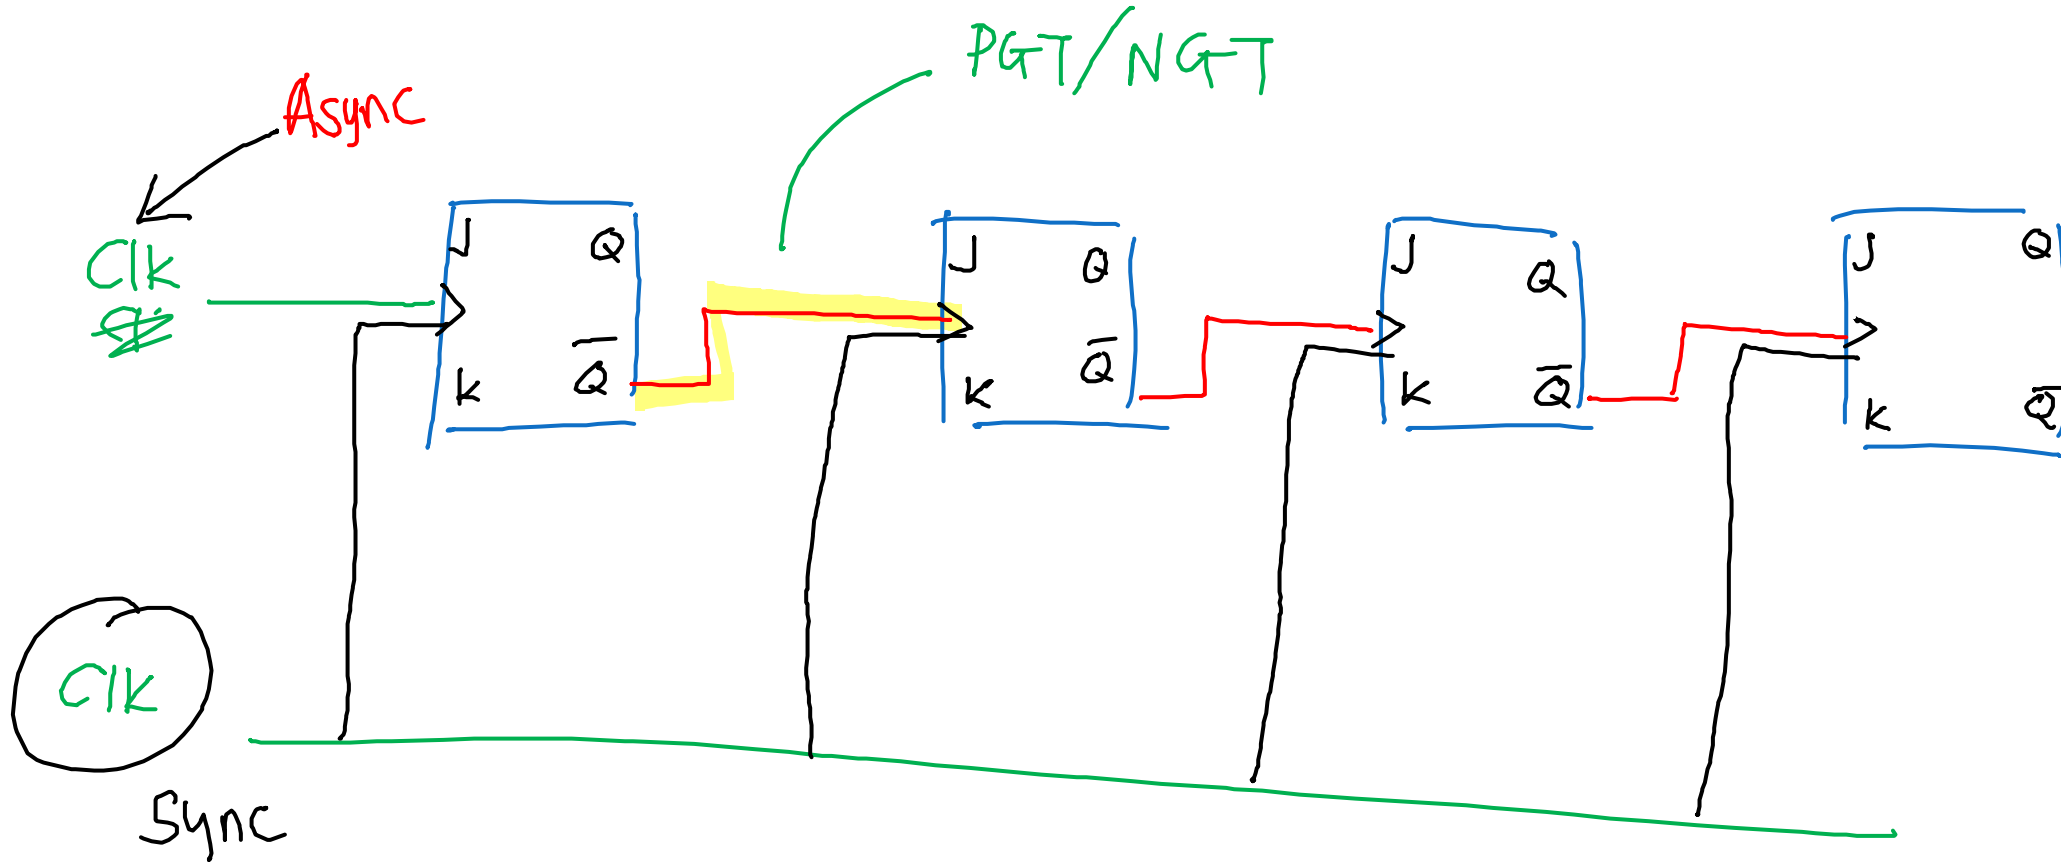 PGT/NGT
Async
Clk
J Q
K Q̅
J Q
K Q̅
J Q
K Q̅
J Q
K Q̅
Clk
Sync